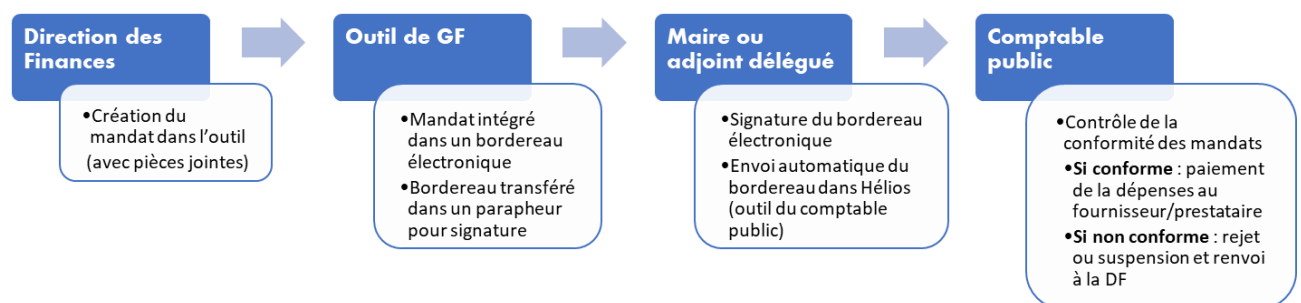 Direction des
Finances
•Création du
mandat dans l'outil
(avec pièces jointes)
Outil de GF
•Mandat intégré
dans un bordereau
électronique
•Bordereau transféré
dans un parapheur
pour signature
Maire ou
adjoint délégué
•Signature du bordereau
électronique
•Envoi automatique du
bordereau dans Hélios
(outil du comptable
public)
Comptable
public
•Contrôle de la
conformité des mandats
•Si conforme : paiement
de la dépenses au
fournisseur/prestataire
•Si non conforme : rejet
ou suspension et renvoi
à la DF